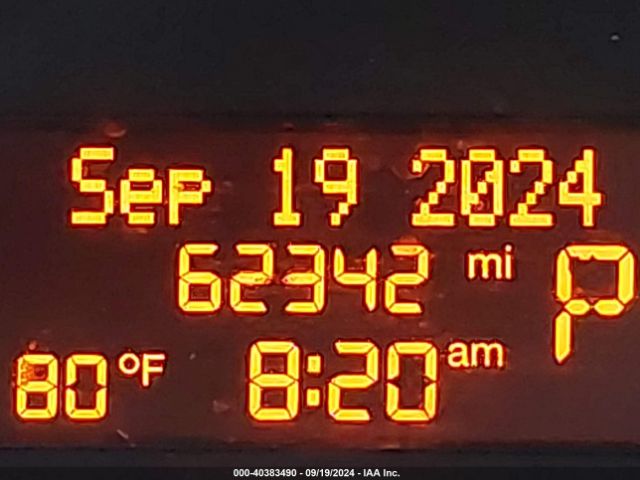 Sep 19 2024
62342 mi P
80°F 8:20 am
000-40383490 - 09/19/2024 - IAA Inc.